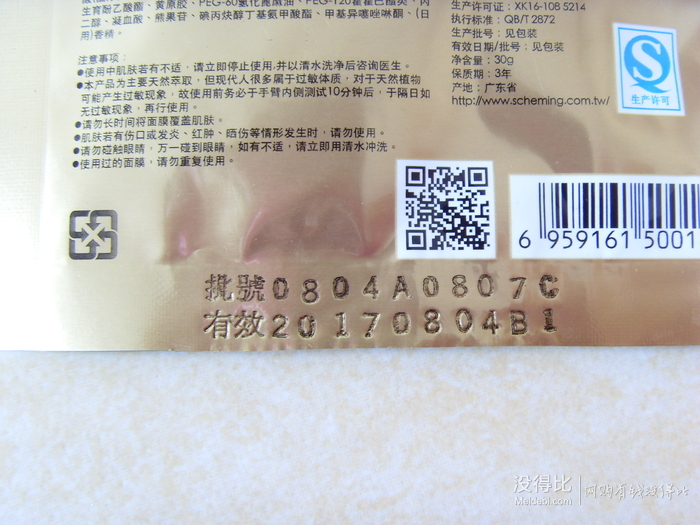 生育酚乙酸酯、黄原胶、PEG-60氢化蓖麻油、PEG-120
二醇、凝血酸、熊果苷、碘丙炔醇丁基氨甲酸酯、甲基异噻唑啉酮、(日
用)香精。
注意事项：
●使用中肌肤若有不适，请立即停止使用,并以清水洗净后咨询医生。
●本产品为主要天然萃取，但现代人很多属于过敏体质，对于天然植物
可能产生过敏现象，故使用前务必于手臂内侧测试10分钟后，于隔日如
无过敏现象，再行使用。
●请勿长时间将面膜覆盖肌肤。
●肌肤若有伤口或发炎、红肿、晒伤等情形发生时，请勿使用。
●请勿碰触眼睛，万一碰到眼睛，如有不适，请立即用清水冲洗。
●使用过的面膜，请勿重复使用。
生产许可证：XK16-108 5214
执行标准：QB/T2872
生产批号：见包装
有效日期/批号：见包装
净含量：30g
保质期：3年
产地：广东省
http://www.scheming.com.tw/
QS
生产许可
6 959161 50011
批號0804A0807C
有效20170804B1
没得比